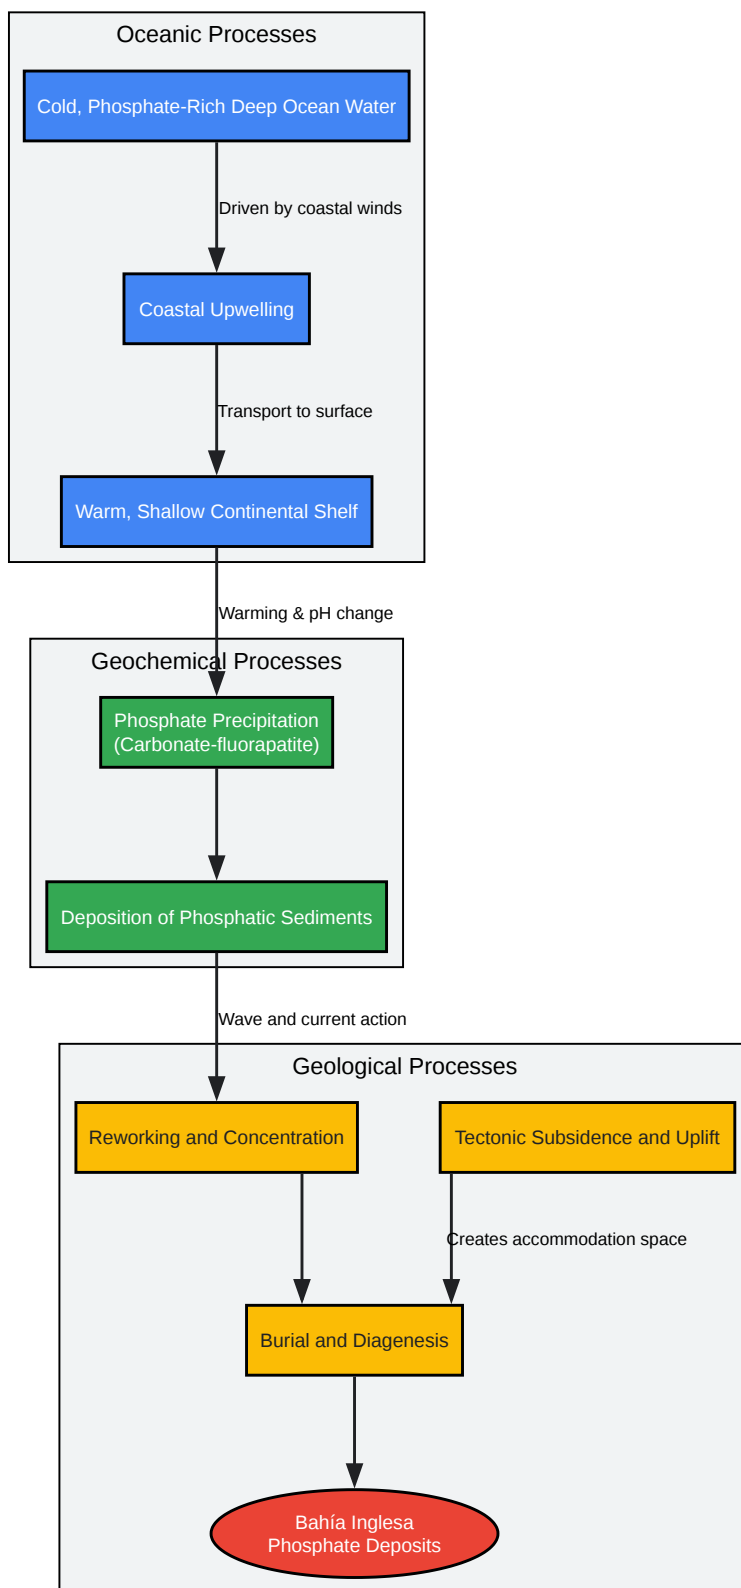 Oceanic Processes
Cold, Phosphate-Rich Deep Ocean Water
Driven by coastal winds
Coastal Upwelling
Transport to surface
Warm, Shallow Continental Shelf
Warming & pH change
Geochemical Processes
Phosphate Precipitation
(Carbonate-fluorapatite)
Deposition of Phosphatic Sediments
Wave and current action
Geological Processes
Reworking and Concentration
Tectonic Subsidence and Uplift
Creates accommodation space
Burial and Diagenesis
Bahía Inglesa
Phosphate Deposits